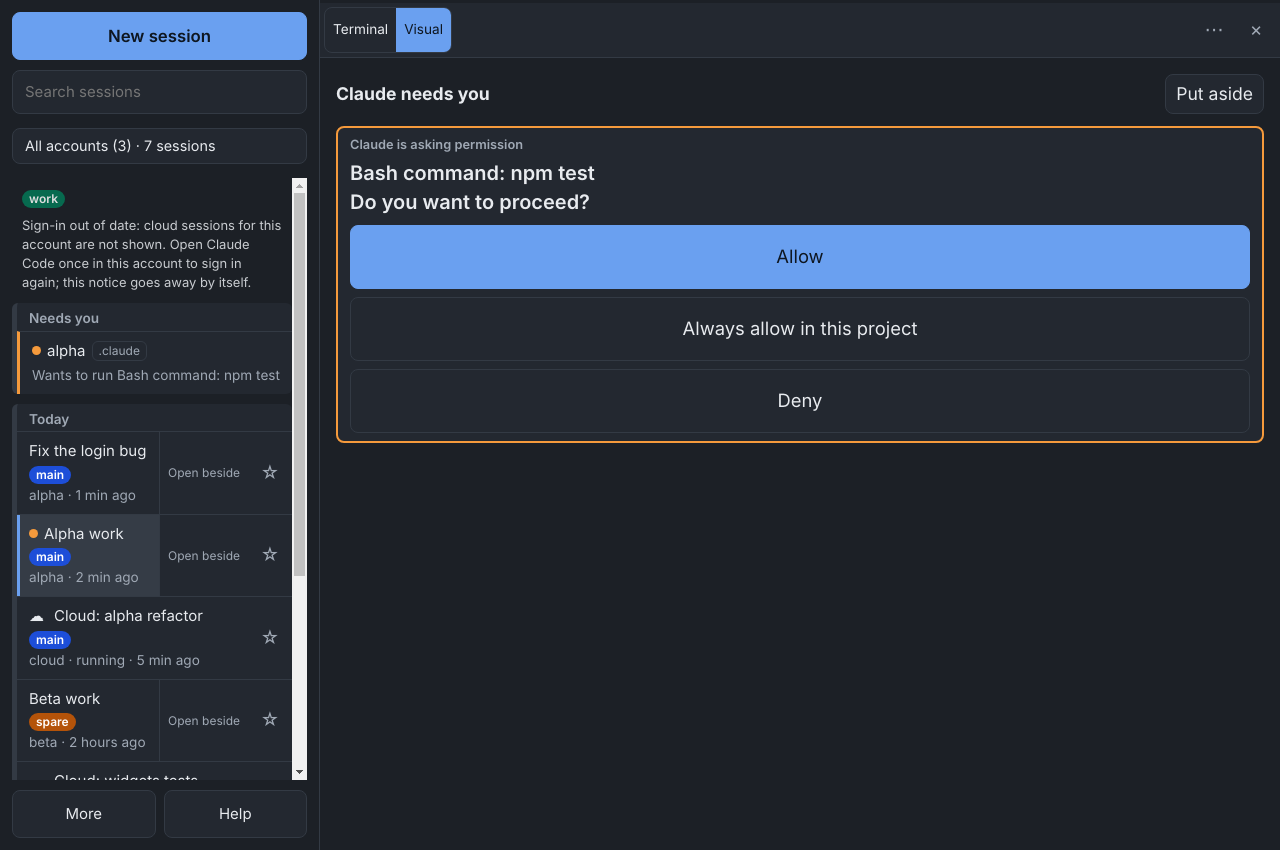 New session
Search sessions
All accounts (3) · 7 sessions
work
Sign-in out of date: cloud sessions for this
account are not shown. Open Claude
Code once in this account to sign in
again; this notice goes away by itself.
Needs you
alpha .claude
Wants to run Bash command: npm test
Today
Fix the login bug
main
alpha · 1 min ago
Open beside
Alpha work
main
alpha · 2 min ago
Open beside
Cloud: alpha refactor
main
cloud · running · 5 min ago
Beta work
spare
beta · 2 hours ago
Open beside
Cloud: widgets tests
More
Help
Terminal
Visual
Claude needs you
Put aside
Claude is asking permission
Bash command: npm test
Do you want to proceed?
Allow
Always allow in this project
Deny